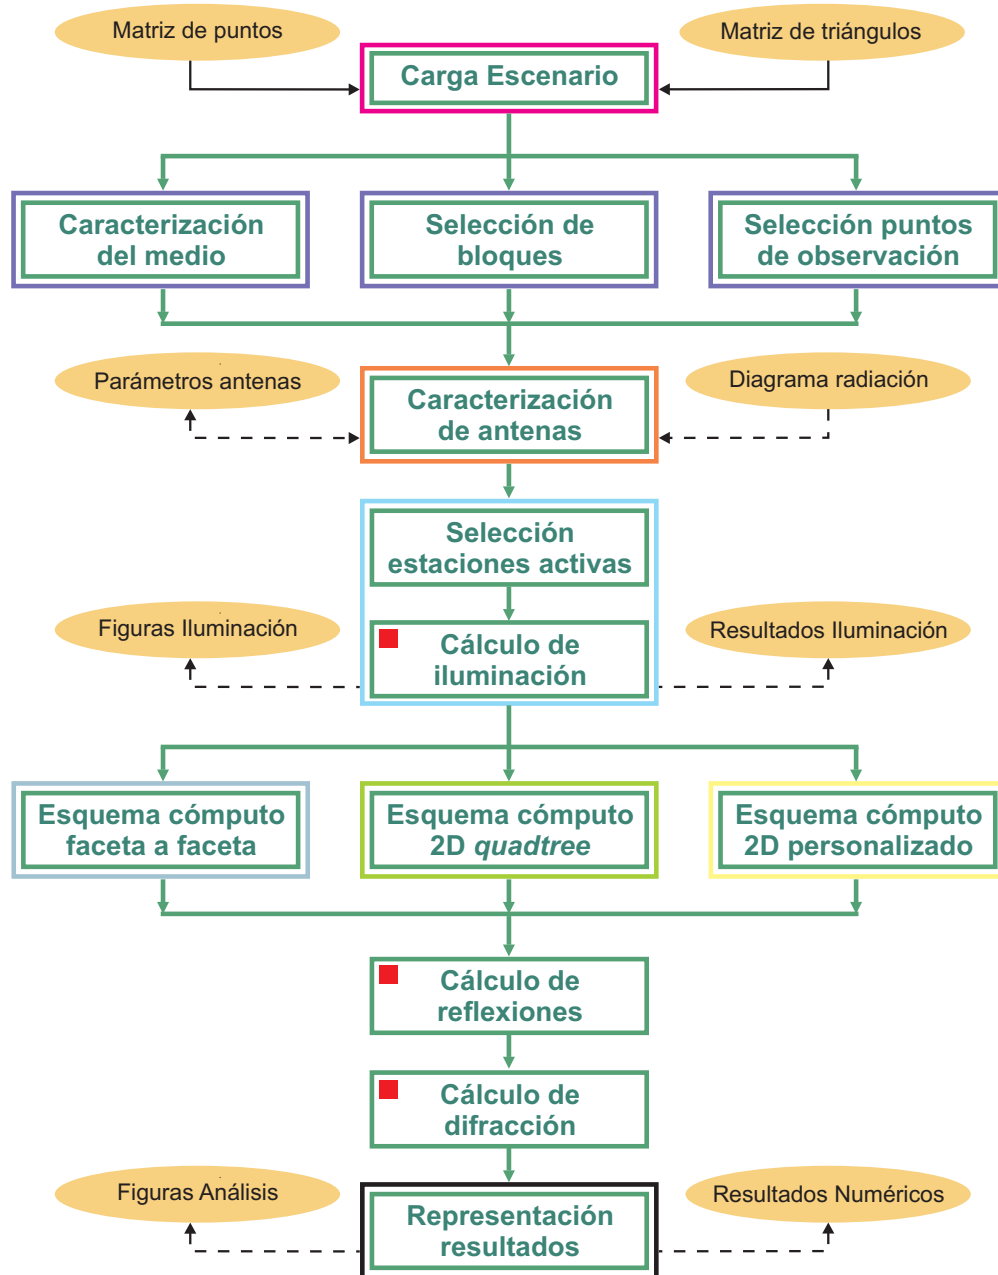 Matriz de puntos
Matriz de triángulos
Carga Escenario
Caracterización
del medio
Selección de
bloques
Selección puntos
de observación
Parámetros antenas
Diagrama radiación
Caracterización
de antenas
Selección
estaciones activas
Figuras Iluminación
Resultados Iluminación
Cálculo de
iluminación
Esquema cómputo
faceta a faceta
Esquema cómputo
2D quadtree
Esquema cómputo
2D personalizado
Cálculo de
reflexiones
Cálculo de
difracción
Figuras Análisis
Resultados Numéricos
Representación
resultados